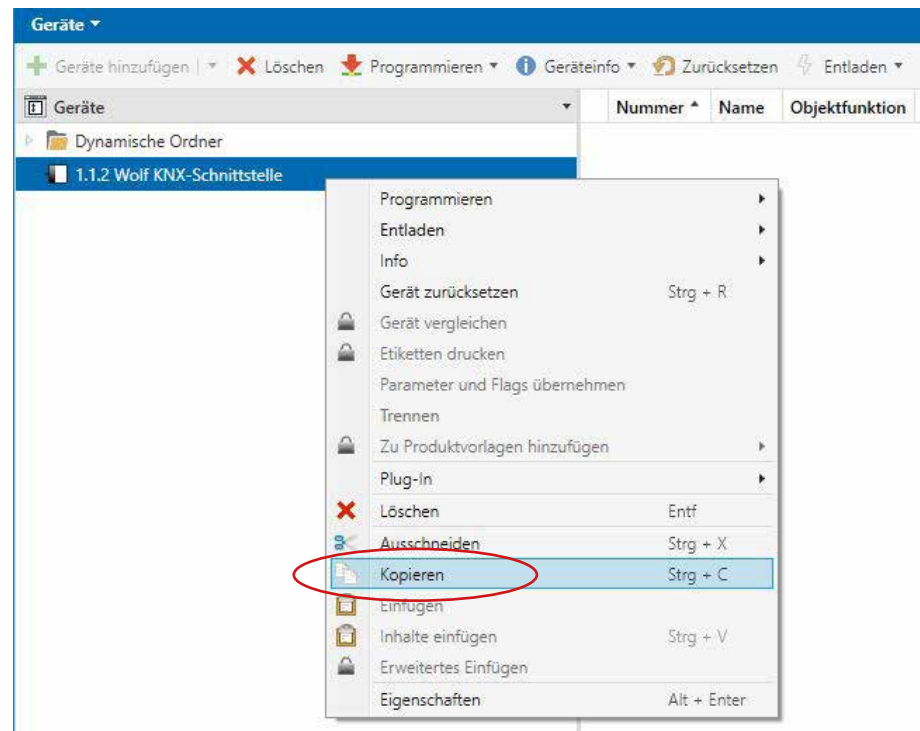 Geräte
Geräte hinzufügen Löschen Programmieren Geräteinfo Zurücksetzen Entladen
Geräte Nummer Name Objektfunktion
Dynamische Ordner
1.1.2 Wolf KNX-Schnittstelle
Programmieren
Entladen
Info
Gerät zurücksetzen Strg + R
Gerät vergleichen
Etiketten drucken
Parameter und Flags übernehmen
Trennen
Zu Produktvorlagen hinzufügen
Plug-In
Löschen Entf
Ausschneiden Strg + X
Kopieren Strg + C
Einfügen
Inhalte einfügen Strg + V
Erweitertes Einfügen
Eigenschaften Alt + Enter